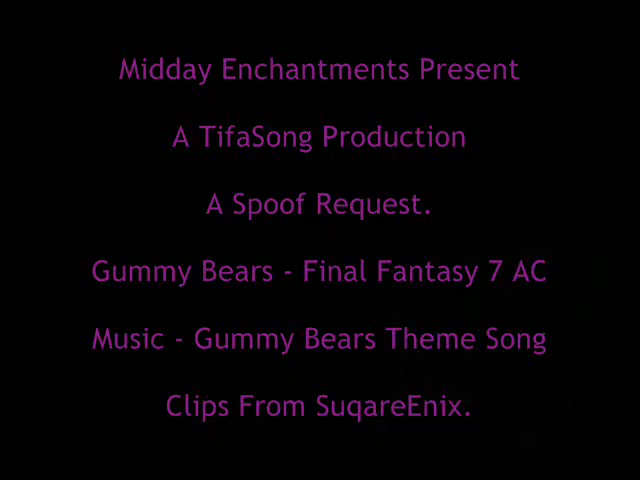 Midday Enchantments Present
A TifaSong Production
A Spoof Request.
Gummy Bears - Final Fantasy 7 AC
Music - Gummy Bears Theme Song
Clips From SuqareEnix.